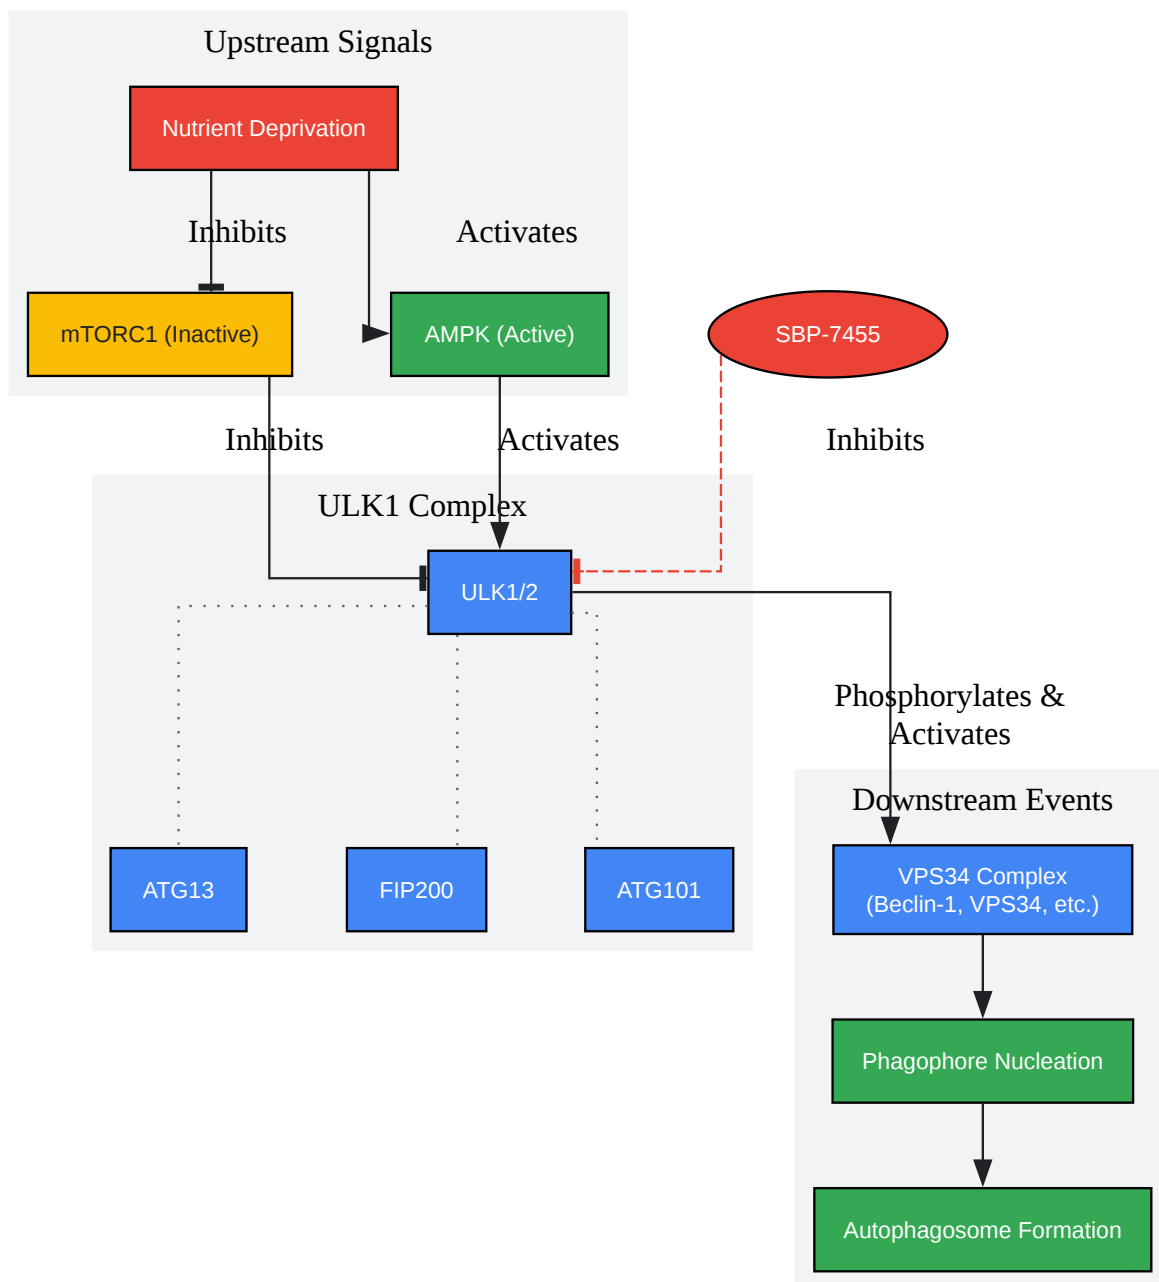 Upstream Signals
Nutrient Deprivation
Inhibits
Activates
mTORC1 (Inactive)
AMPK (Active)
SBP-7455
Inhibits
Activates
Inhibits
ULK1 Complex
ULK1/2
Phosphorylates &
Activates
Downstream Events
ATG13
FIP200
ATG101
VPS34 Complex
(Beclin-1, VPS34, etc.)
Phagophore Nucleation
Autophagosome Formation